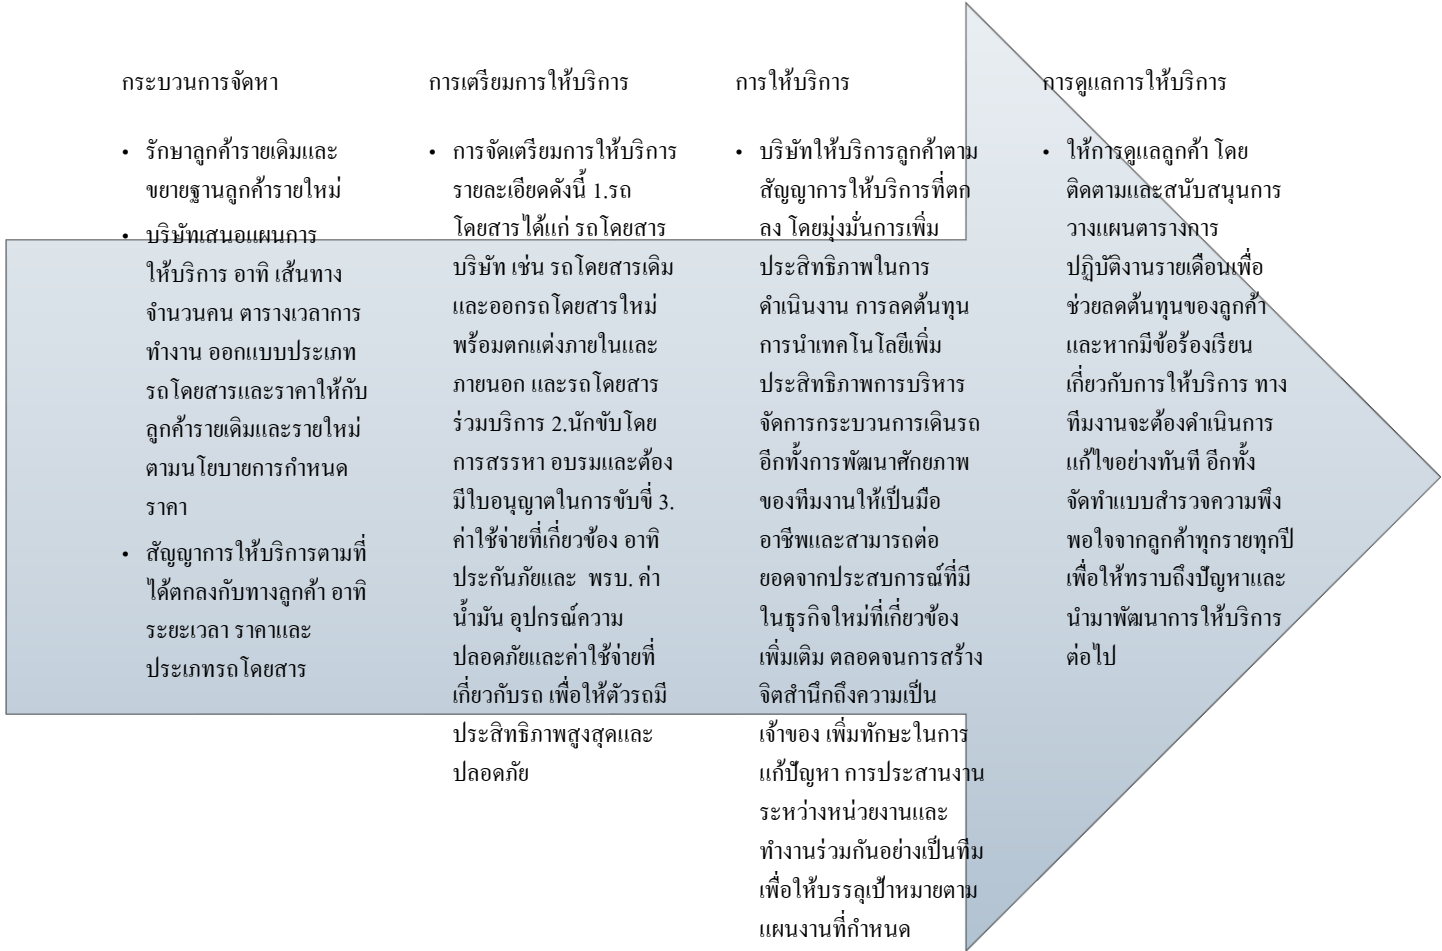 กระบวนการจัดหา
• รักษาลูกค้ารายเดิมและ
ขยายฐานลูกค้ารายใหม่
• บริษัทเสนอแผนการ
ให้บริการ อาทิ เส้นทาง
จำนวนคน ตารางเวลาการ
ทำงาน ออกแบบประเภท
รถโดยสารและราคาให้กับ
ลูกค้ารายเดิมและรายใหม่
ตามนโยบายการกำหนด
ราคา
• สัญญาการให้บริการตามที่
ได้ตกลงกับทางลูกค้า อาทิ
ระยะเวลา ราคาและ
ประเภทรถโดยสาร
การเตรียมการให้บริการ
• การจัดเตรียมการให้บริการ
รายละเอียดดังนี้ 1.รถ
โดยสารได้แก่ รถโดยสาร
บริษัท เช่น รถโดยสารเดิม
และออกรถโดยสารใหม่
พร้อมตกแต่งภายในและ
ภายนอก และรถโดยสาร
ร่วมบริการ 2.นักขับโดย
การสรรหา อบรมและต้อง
มีใบอนุญาตในการขับขี่ 3.
ค่าใช้จ่ายที่เกี่ยวข้อง อาทิ
ประกันภัยและ พรบ. ค่า
น้ำมัน อุปกรณ์ความ
ปลอดภัยและค่าใช้จ่ายที่
เกี่ยวกับรถ เพื่อให้ตัวรถมี
ประสิทธิภาพสูงสุดและ
ปลอดภัย
การให้บริการ
• บริษัทให้บริการลูกค้าตาม
สัญญาการให้บริการที่ตก
ลง โดยมุ่งมั่นการเพิ่ม
ประสิทธิภาพในการ
ดำเนินงาน การลดต้นทุน
การนำเทคโนโลยีเพิ่ม
ประสิทธิภาพการบริหาร
จัดการกระบวนการเดินรถ
อีกทั้งการพัฒนาศักยภาพ
ของทีมงานให้เป็นมือ
อาชีพและสามารถต่อ
ยอดจากประสบการณ์ที่มี
ในธุรกิจใหม่ที่เกี่ยวข้อง
เพิ่มเติม ตลอดจนการสร้าง
จิตสำนึกถึงความเป็น
เจ้าของ เพิ่มทักษะในการ
แก้ปัญหา การประสานงาน
ระหว่างหน่วยงานและ
ทำงานร่วมกันอย่างเป็นทีม
เพื่อให้บรรลุเป้าหมายตาม
แผนงานที่กำหนด
การดูแลการให้บริการ
• ให้การดูแลลูกค้า โดย
ติดตามและสนับสนุนการ
วางแผนตารางการ
ปฏิบัติงานรายเดือนเพื่อ
ช่วยลดต้นทุนของลูกค้า
และหากมีข้อร้องเรียน
เกี่ยวกับการให้บริการ ทาง
ทีมงานจะต้องดำเนินการ
แก้ไขอย่างทันที อีกทั้ง
จัดทำแบบสำรวจความพึง
พอใจจากลูกค้าทุกรายทุกปี
เพื่อให้ทราบถึงปัญหาและ
นำมาพัฒนาการให้บริการ
ต่อไป